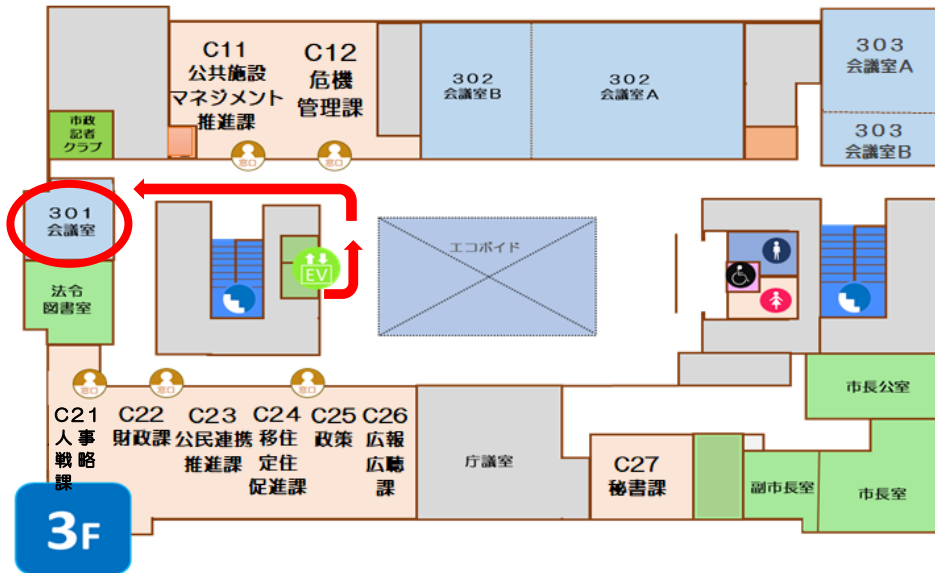 C11
公共施設
マネジメント
推進課
C12
危機
管理課
302
会議室B
302
会議室A
303
会議室A
303
会議室B
市政
記者
クラブ
窓口
窓口
301
会議室
EV
エコボイド
法令
図書室
窓口
窓口
窓口
C21
人事
戦略
課
C22
財政課
C23
公民連携
推進課
C24
移住
定住
促進課
C25
政策
C26
広報
広聴
課
庁議室
C27
秘書課
副市長室
市長公室
市長室
3F